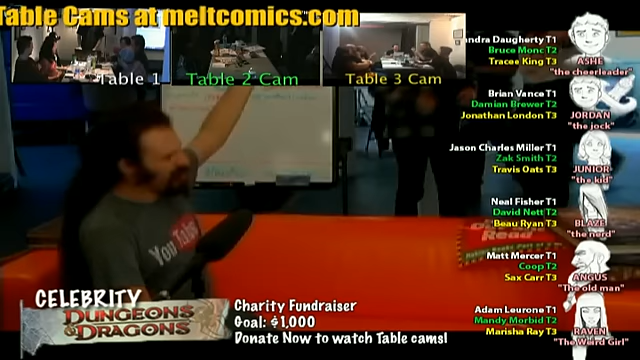 Table Cams at meltcomics.com
Table 1
Table 2 Cam
Table 3 Cam
ndra Daugherty T1
Bruce Monc T2
Tracee King T3
ASHE
"the cheerleader"
Brian Vance T1
Damian Brewer T2
Jonathan London T3
JORDAN
"the jock"
Jason Charles Miller T1
Zak Smith T2
Travis Oats T3
JUNIOR
"the kid"
Neal Fisher T1
David Nett T2
Beau Ryan T3
BLAZE
"the nerd"
Matt Mercer T1
Coop T2
Sax Carr T3
ANGUS
"The old man"
Adam Leurone T1
Mandy Morbid T2
Marisha Ray T3
RAVEN
"The Weird Girl"
You Tube
Read
CELEBRITY
DUNGEONS
& DRAGONS
Charity Fundraiser
Goal: $1,000
Donate Now to watch Table cams!